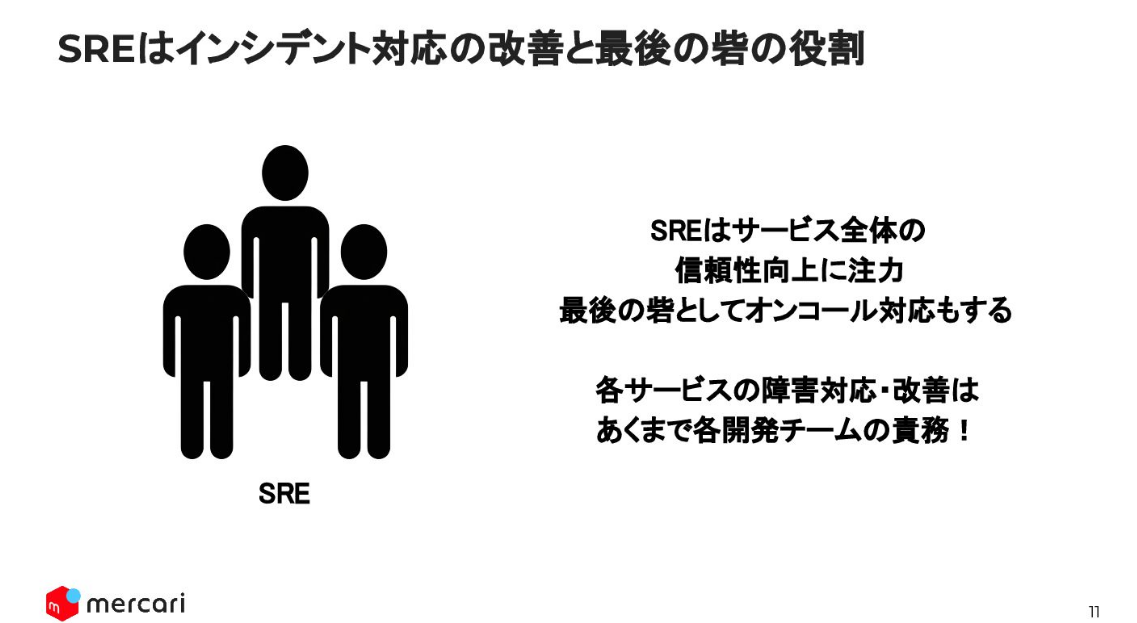 SREはインシデント対応の改善と最後の砦の役割
SREはサービス全体の
信頼性向上に注力
最後の砦としてオンコール対応もする
各サービスの障害対応・改善は
あくまで各開発チームの責務！
SRE
m mercari
11